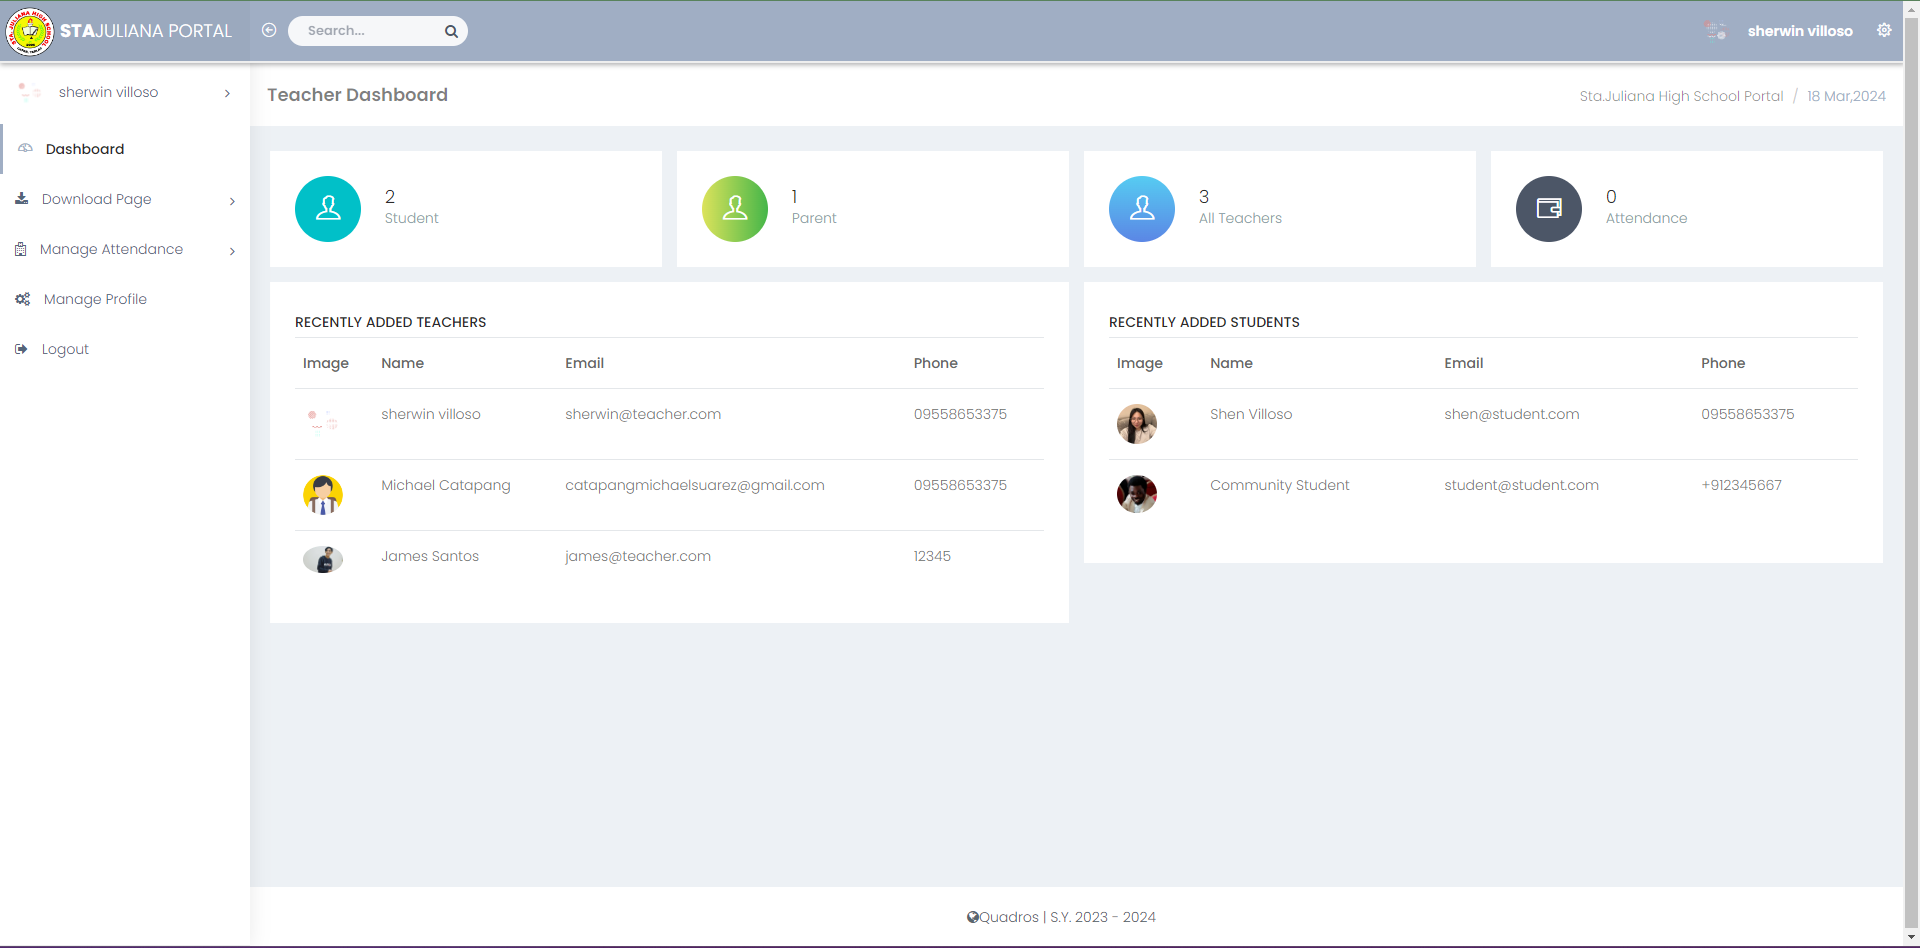 STAJULIANA PORTAL
Search...
sherwin villoso
sherwin villoso
Dashboard
Download Page
Manage Attendance
Manage Profile
Logout
Teacher Dashboard
Sta.Juliana High School Portal / 18 Mar,2024
2
Student
1
Parent
3
All Teachers
0
Attendance
RECENTLY ADDED TEACHERS
Image Name Email Phone
sherwin villoso sherwin@teacher.com 09558653375
Michael Catapang catapangmichaelsuarez@gmail.com 09558653375
James Santos james@teacher.com 12345
RECENTLY ADDED STUDENTS
Image Name Email Phone
Shen Villoso shen@student.com 09558653375
Community Student student@student.com +912345667
Quadros | S.Y. 2023 - 2024